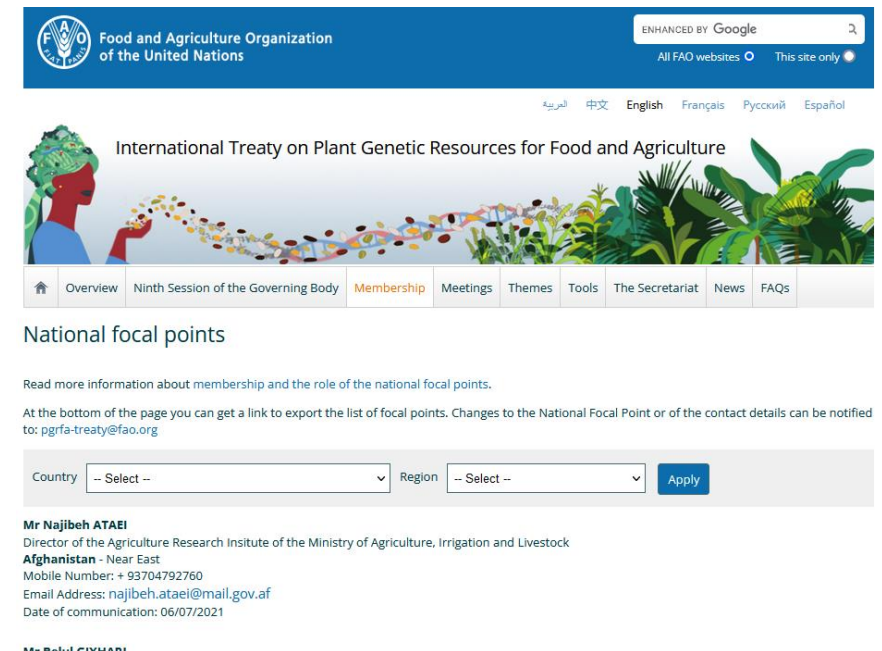 Food and Agriculture Organization
of the United Nations
ENHANCED BY Google
All FAO websites This site only
العربية 中文 English Français Русский Español
International Treaty on Plant Genetic Resources for Food and Agriculture
Overview Ninth Session of the Governing Body Membership Meetings Themes Tools The Secretariat News FAQs
National focal points
Read more information about membership and the role of the national focal points.
At the bottom of the page you can get a link to export the list of focal points. Changes to the National Focal Point or of the contact details can be notified
to: pgrfa-treaty@fao.org
Country -- Select -- Region -- Select -- Apply
Mr Najibeh ATAEI
Director of the Agriculture Research Insitute of the Ministry of Agriculture, Irrigation and Livestock
Afghanistan - Near East
Mobile Number: + 93704792760
Email Address: najibeh.ataei@mail.gov.af
Date of communication: 06/07/2021